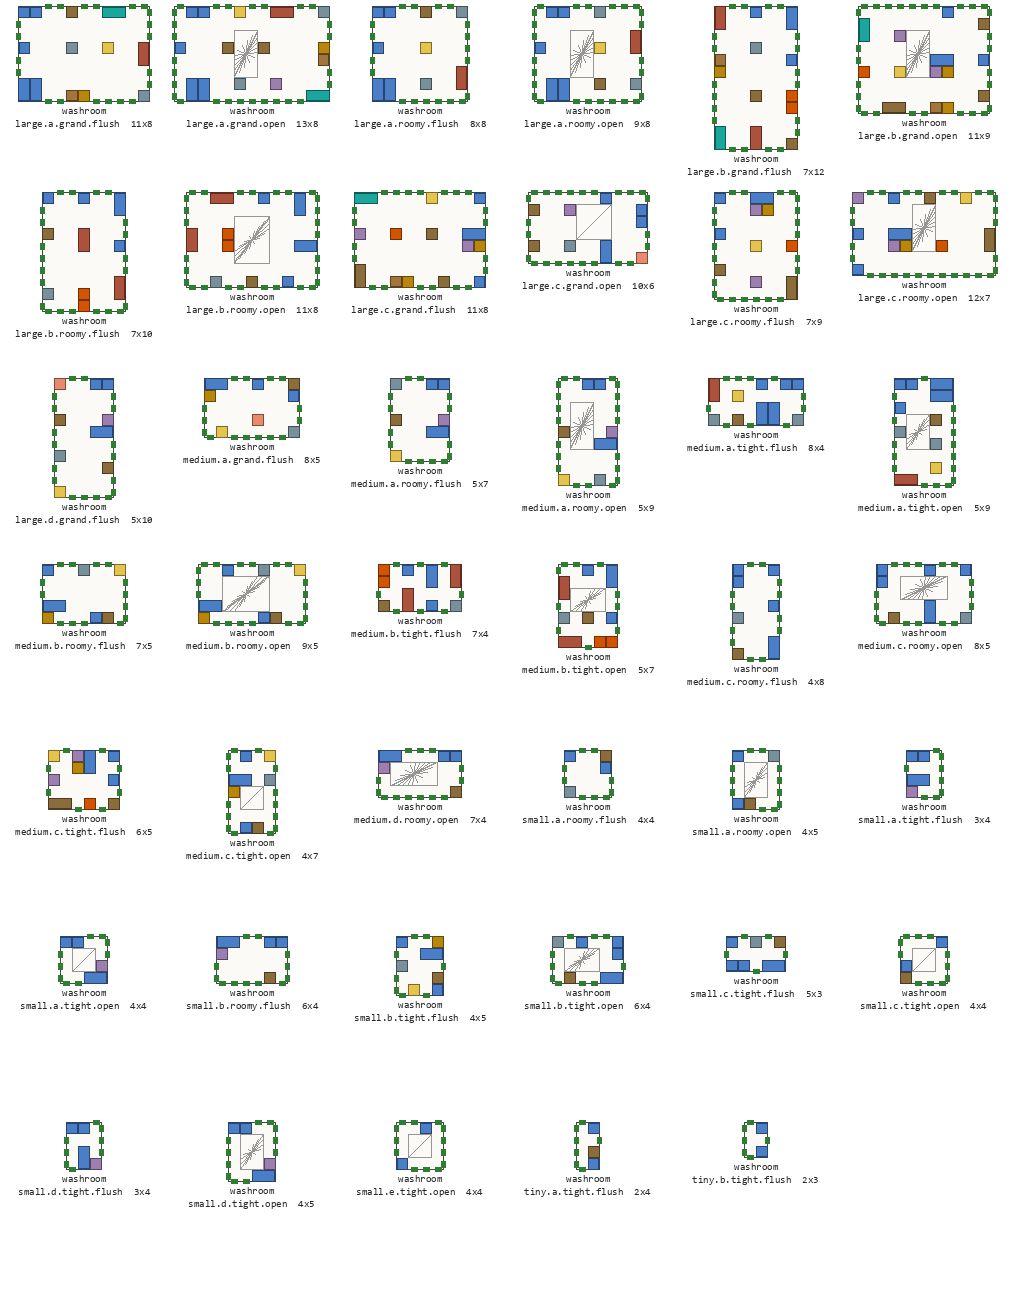 washroom
large.a.grand.flush 11x8
washroom
large.a.grand.open 13x8
washroom
large.a.roomy.flush 8x8
washroom
large.a.roomy.open 9x8
washroom
large.b.grand.flush 7x12
washroom
large.b.grand.open 11x9
washroom
large.b.roomy.flush 7x10
washroom
large.b.roomy.open 11x8
washroom
large.c.grand.flush 11x8
washroom
large.c.grand.open 10x6
washroom
large.c.roomy.flush 7x9
washroom
large.c.roomy.open 12x7
washroom
large.d.grand.flush 5x10
washroom
medium.a.grand.flush 8x5
washroom
medium.a.roomy.flush 5x7
washroom
medium.a.roomy.open 5x9
washroom
medium.a.tight.flush 8x4
washroom
medium.a.tight.open 5x9
washroom
medium.b.roomy.flush 7x5
washroom
medium.b.roomy.open 9x5
washroom
medium.b.tight.flush 7x4
washroom
medium.b.tight.open 5x7
washroom
medium.c.roomy.flush 4x8
washroom
medium.c.roomy.open 8x5
washroom
medium.c.tight.flush 6x5
washroom
medium.c.tight.open 4x7
washroom
medium.d.roomy.open 7x4
washroom
small.a.roomy.flush 4x4
washroom
small.a.roomy.open 4x5
washroom
small.a.tight.flush 3x4
washroom
small.a.tight.open 4x4
washroom
small.b.roomy.flush 6x4
washroom
small.b.tight.flush 4x5
washroom
small.b.tight.open 6x4
washroom
small.c.tight.flush 5x3
washroom
small.c.tight.open 4x4
washroom
small.d.tight.flush 3x4
washroom
small.d.tight.open 4x5
washroom
small.e.tight.open 4x4
washroom
tiny.a.tight.flush 2x4
washroom
tiny.b.tight.flush 2x3